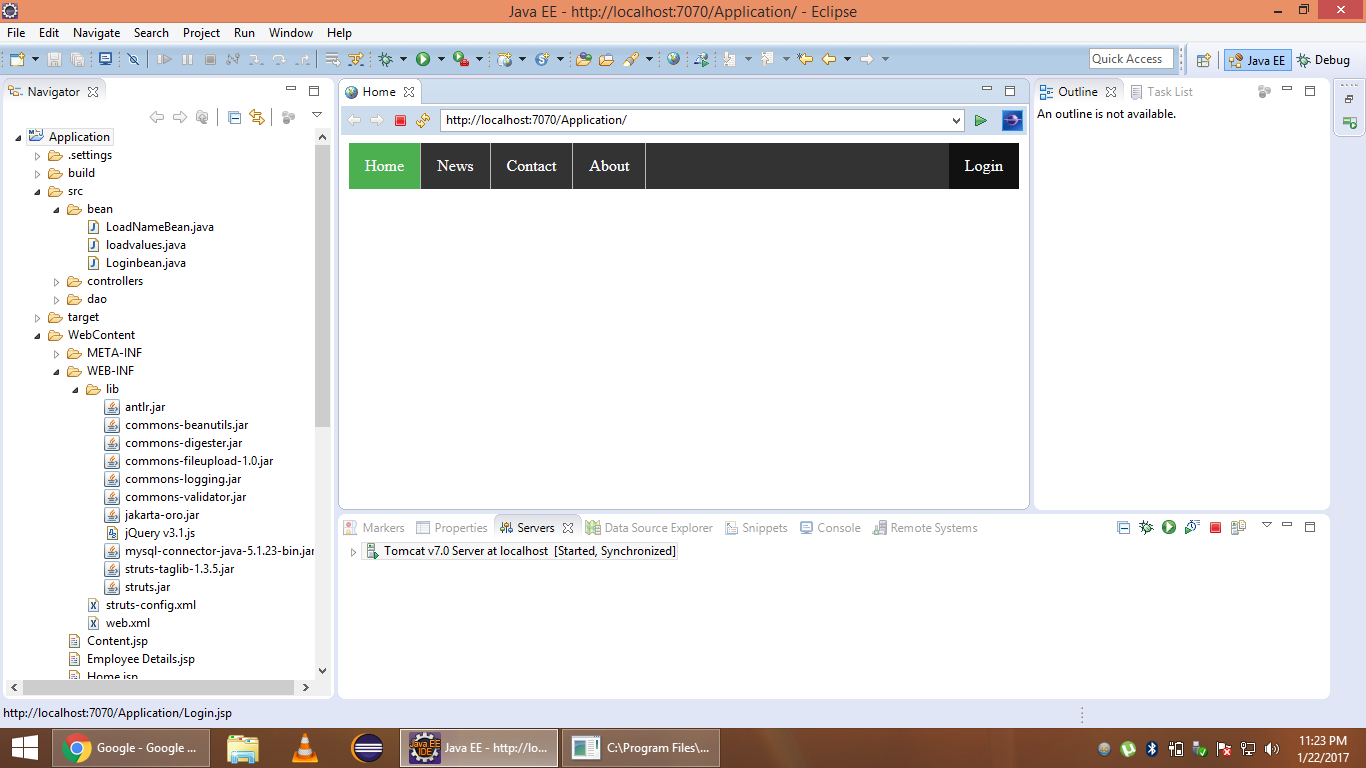 Java EE - http://localhost:7070/Application/ - Eclipse
File Edit Navigate Search Project Run Window Help
Quick Access
Java EE
Debug
Navigator
Application
.settings
build
src
bean
LoadNameBean.java
loadvalues.java
Loginbean.java
controllers
dao
target
WebContent
META-INF
WEB-INF
lib
antlr.jar
commons-beanutils.jar
commons-digester.jar
commons-fileupload-1.0.jar
commons-logging.jar
commons-validator.jar
jakarta-oro.jar
jQuery v3.1.js
mysql-connector-java-5.1.23-bin.jar
struts-taglib-1.3.5.jar
struts.jar
struts-config.xml
web.xml
Content.jsp
Employee Details.jsp
Home.jsp
Home
http://localhost:7070/Application/
Home News Contact About Login
Outline Task List
An outline is not available.
Markers Properties Servers Data Source Explorer Snippets Console Remote Systems
Tomcat v7.0 Server at localhost [Started, Synchronized]
http://localhost:7070/Application/Login.jsp
Google - Google ...
Java EE IDE
Java EE - http://lo...
C:\Program Files\...
11:23 PM
1/22/2017